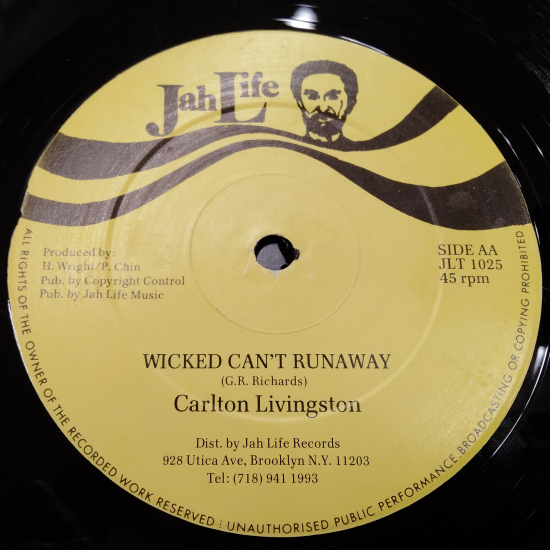 Jah Life
Produced by:
H. Wright/P. Chin
Pub. by Copyright Control
Pub. by Jah Life Music
SIDE AA
JLT 1025
45 rpm
WICKED CAN'T RUNAWAY
(G.R. Richards)
Carlton Livingston
Dist. by Jah Life Records
928 Utica Ave, Brooklyn N.Y. 11203
Tel: (718) 941 1993
ALL RIGHTS OF THE OWNER OF THE RECORDED WORK RESERVED : UNAUTHORISED PUBLIC PERFORMANCE.BROADCASTING OR COPYING PROHIBITED